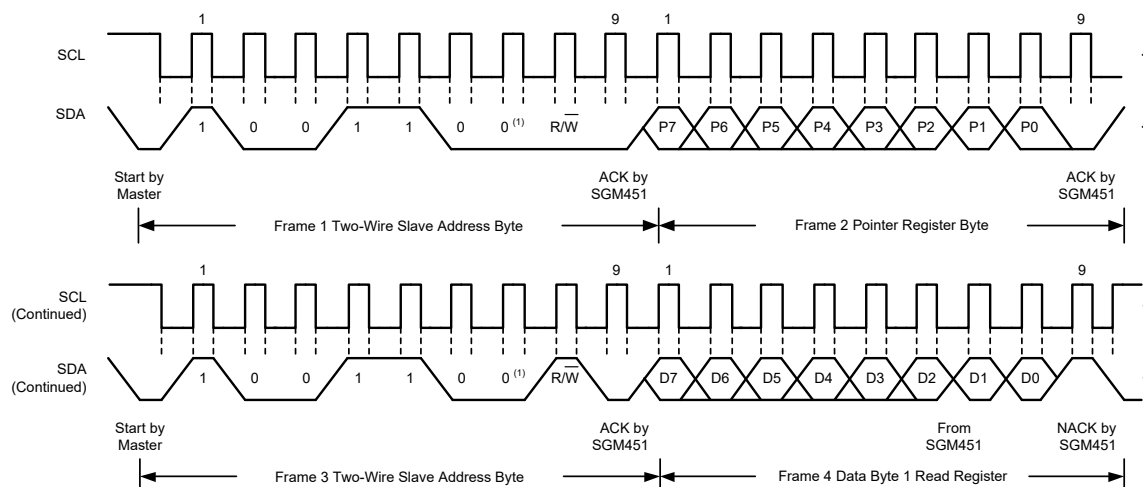 1 9 1 9
SCL
SDA
1 0 0 1 1 0 0 (1) R/W P7 P6 P5 P4 P3 P2 P1 P0
Start by
Master
ACK by
SGM451
ACK by
SGM451
Frame 1 Two-Wire Slave Address Byte
Frame 2 Pointer Register Byte
1 9 1 9
SCL
(Continued)
SDA
(Continued)
1 0 0 1 1 0 0 (1) R/W D7 D6 D5 D4 D3 D2 D1 D0
Start by
Master
ACK by
SGM451
From
SGM451
NACK by
SGM451
Frame 3 Two-Wire Slave Address Byte
Frame 4 Data Byte 1 Read Register